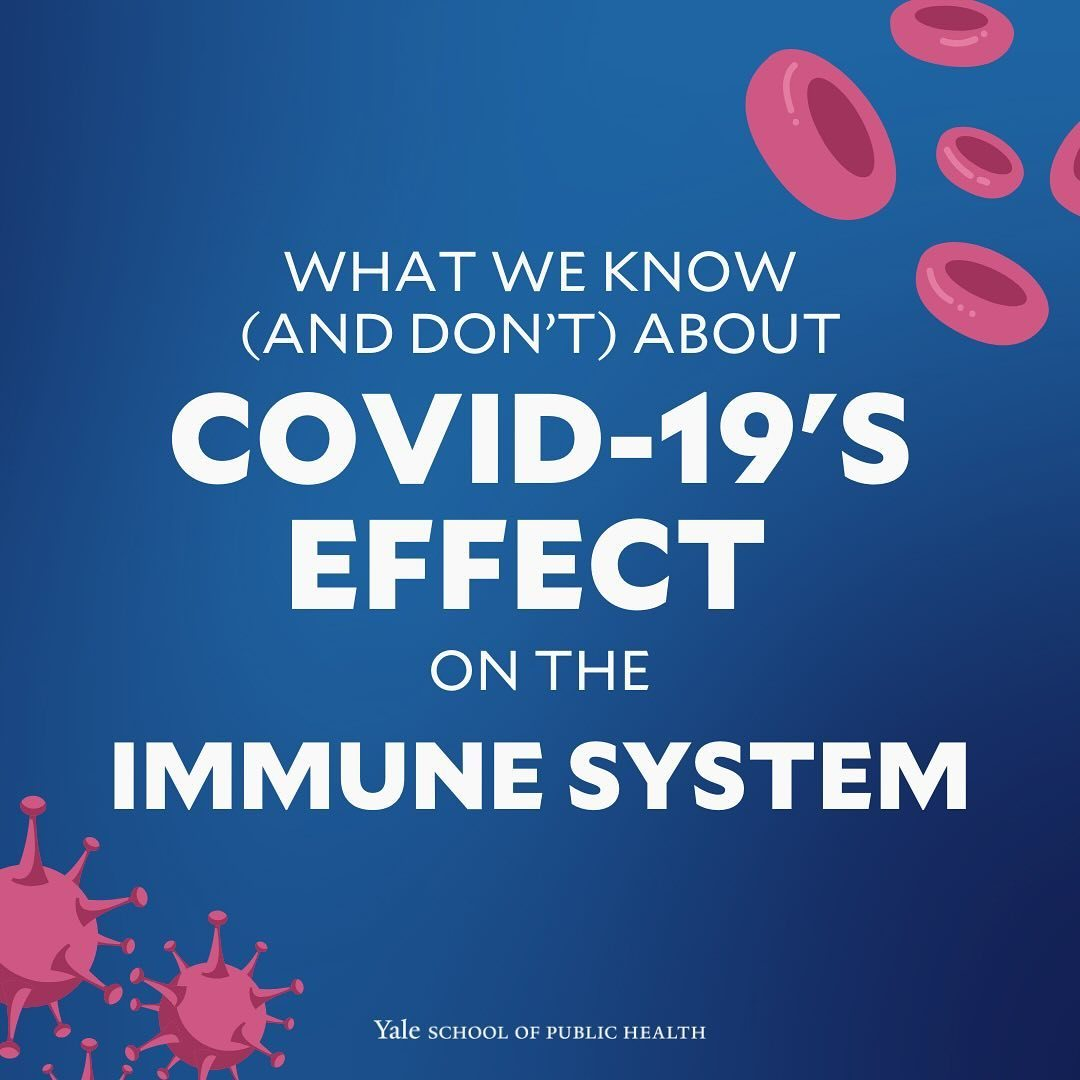 WHAT WE KNOW
(AND DON'T) ABOUT
COVID-19'S
EFFECT
ON THE
IMMUNE SYSTEM
Yale SCHOOL OF PUBLIC HEALTH